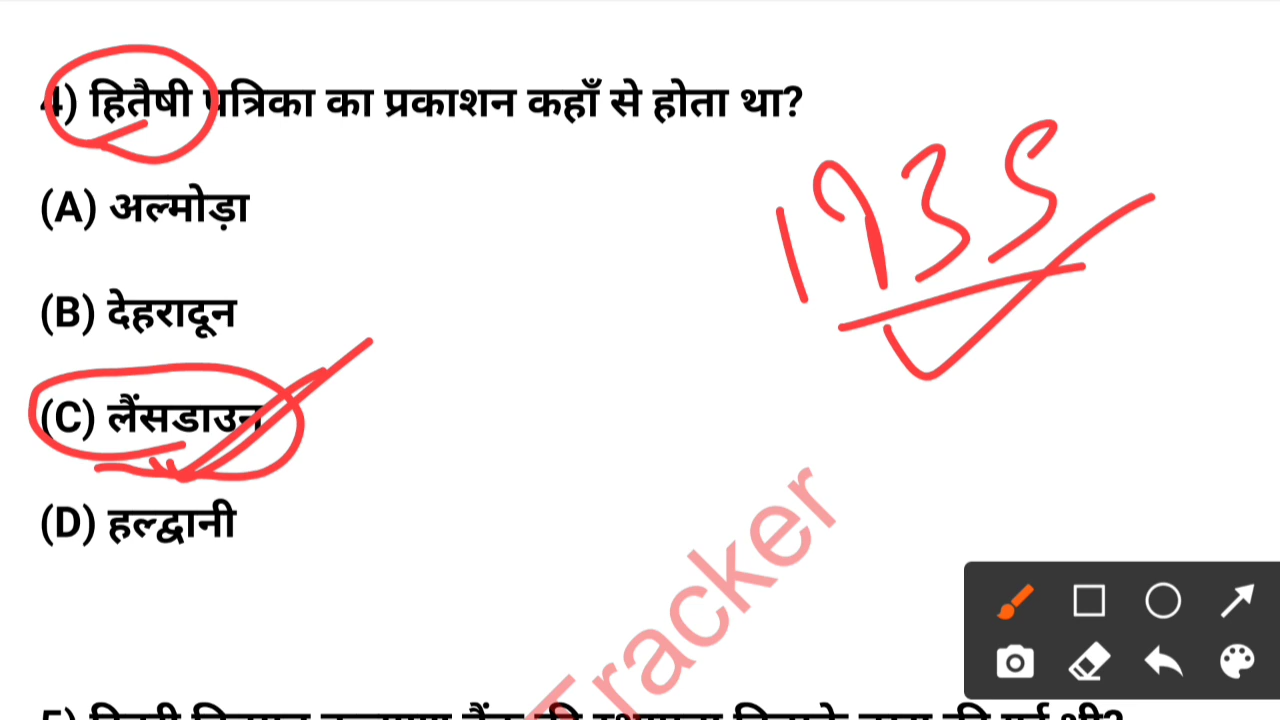 4) हितैषी पत्रिका का प्रकाशन कहाँ से होता था?
1935
(A) अल्मोड़ा
(B) देहरादून
(C) लैंसडाउन
(D) हल्द्वानी
Tracker